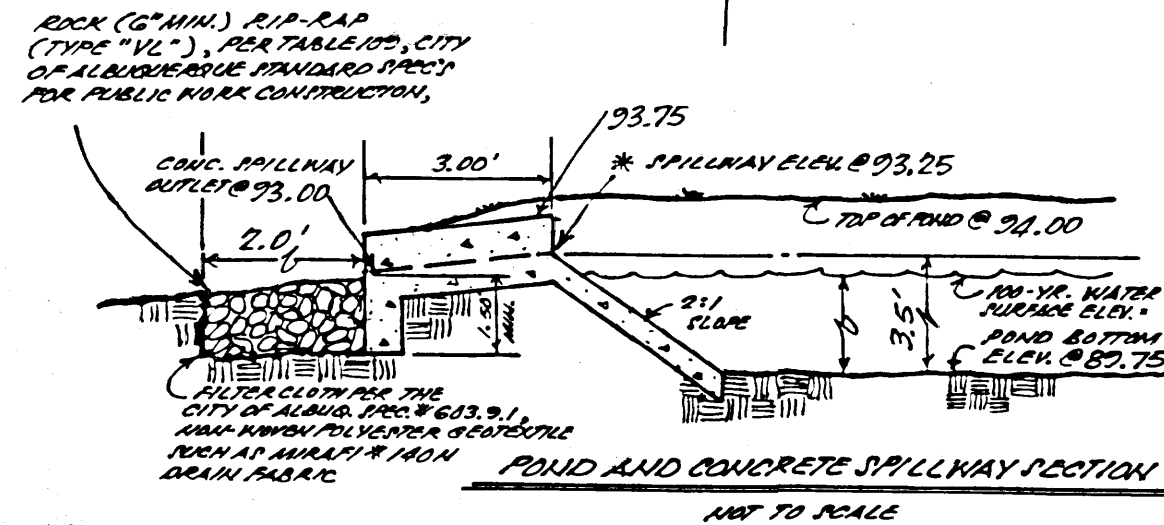 ROCK (6" MIN.) RIP-RAP
(TYPE "VL"), PER TABLE 109, CITY
OF ALBUQUERQUE STANDARD SPEC'S
FOR PUBLIC WORK CONSTRUCTION,
93.75
CONC. SPILLWAY
OUTLET @ 93.00
3.00'
* SPILLWAY ELEV. @ 93.25
TOP OF POND @ 94.00
2.0'
1.50'
MIN.
2:1
SLOPE
3.5'
100-YR. WATER
SURFACE ELEV. =
POND BOTTOM
ELEV. @ 89.75
FILTER CLOTH PER THE
CITY OF ALBUQ. SPEC. # 603.9.1,
NON-WOVEN POLYESTER GEOTEXTILE
SUCH AS MIRAFI # 140N
DRAIN FABRIC
POND AND CONCRETE SPILLWAY SECTION
NOT TO SCALE